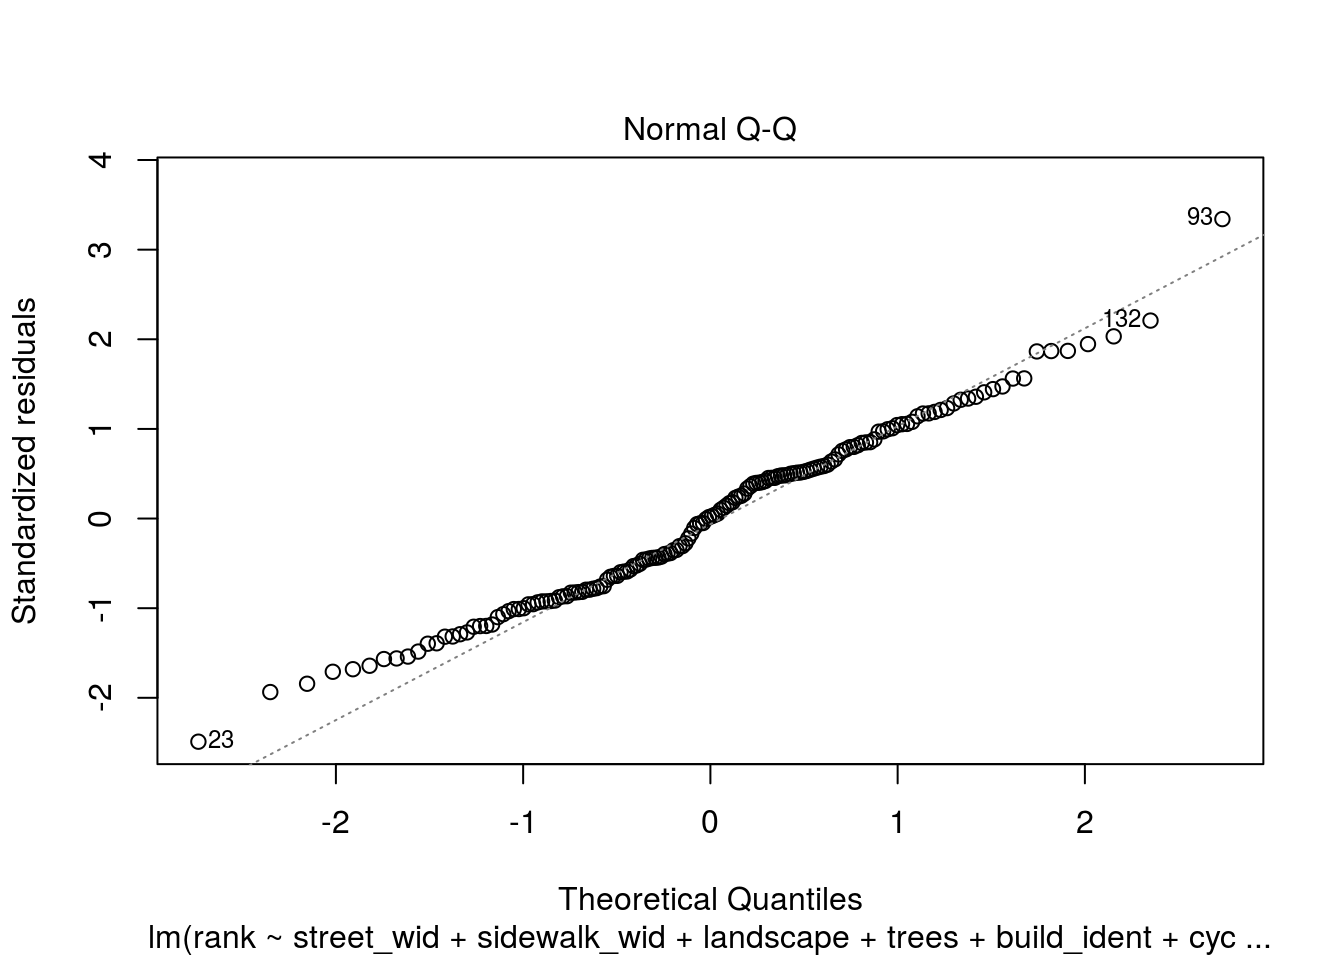 Normal Q-Q
4
3
2
1
0
-1
-2
Standardized residuals
93
132
23
-2 -1 0 1 2
Theoretical Quantiles
lm(rank ~ street_wid + sidewalk_wid + landscape + trees + build_ident + cyc ...